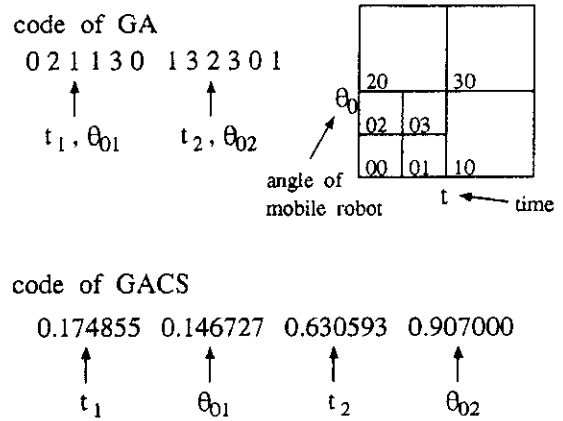 code of GA
0 2 1 1 3 0 1 3 2 3 0 1
t1 , θ01 t2 , θ02
20 30
θ0
02 03
00 01 10
angle of
mobile robot
t
time
code of GACS
0.174855 0.146727 0.630593 0.907000
t1 θ01 t2 θ02